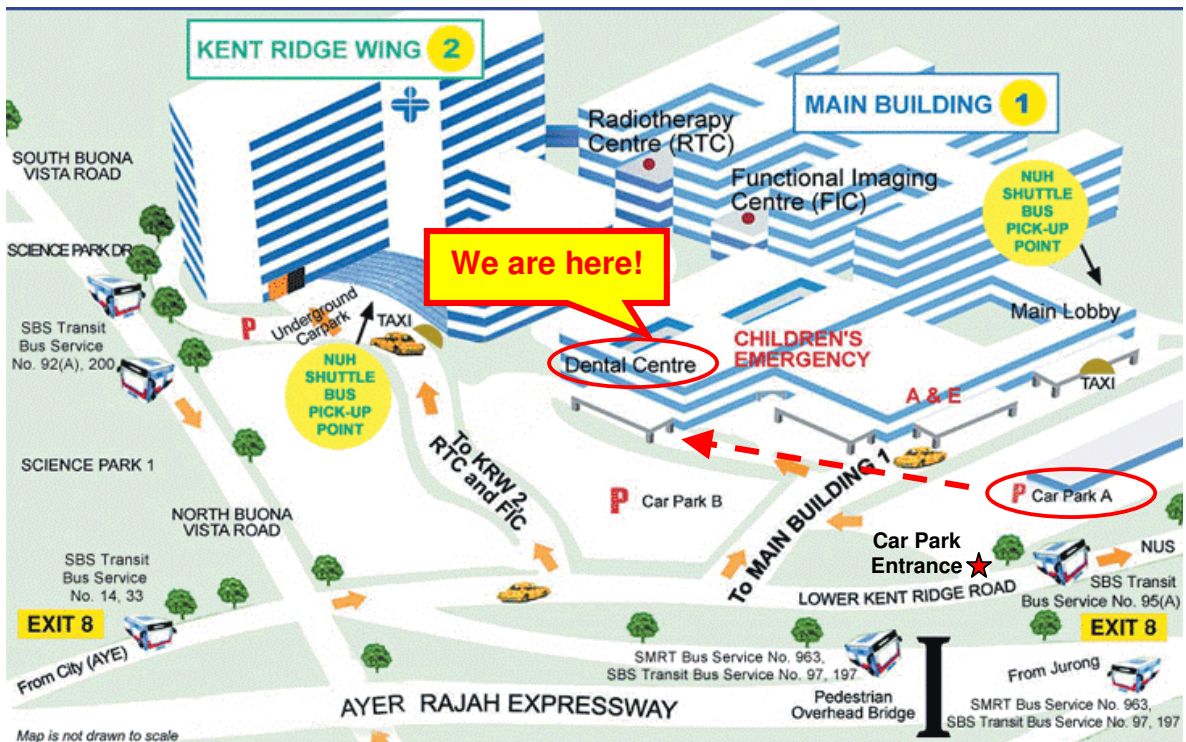 KENT RIDGE WING 2
MAIN BUILDING 1
Radiotherapy
Centre (RTC)
Functional Imaging
Centre (FIC)
SOUTH BUONA
VISTA ROAD
NUH
SHUTTLE
BUS
PICK-UP
POINT
SCIENCE PARK DR
We are here!
Main Lobby
Underground
Carpark
P
TAXI
SBS Transit
Bus Service
No. 92(A), 200
CHILDREN'S
EMERGENCY
Dental Centre
TAXI
A & E
NUH
SHUTTLE
BUS
PICK-UP
POINT
SCIENCE PARK 1
To KRW 2,
RTC and FIC
P Car Park B
To MAIN BUILDING 1
P Car Park A
NORTH BUONA
VISTA ROAD
Car Park
Entrance
NUS
SBS Transit
Bus Service
No. 14, 33
LOWER KENT RIDGE ROAD
SBS Transit
Bus Service No. 95(A)
EXIT 8
EXIT 8
From City (AYE)
SMRT Bus Service No. 963,
SBS Transit Bus Service No. 97, 197
From Jurong
AYER RAJAH EXPRESSWAY
Pedestrian
Overhead Bridge
SMRT Bus Service No. 963,
SBS Transit Bus Service No. 97, 197
Map is not drawn to scale